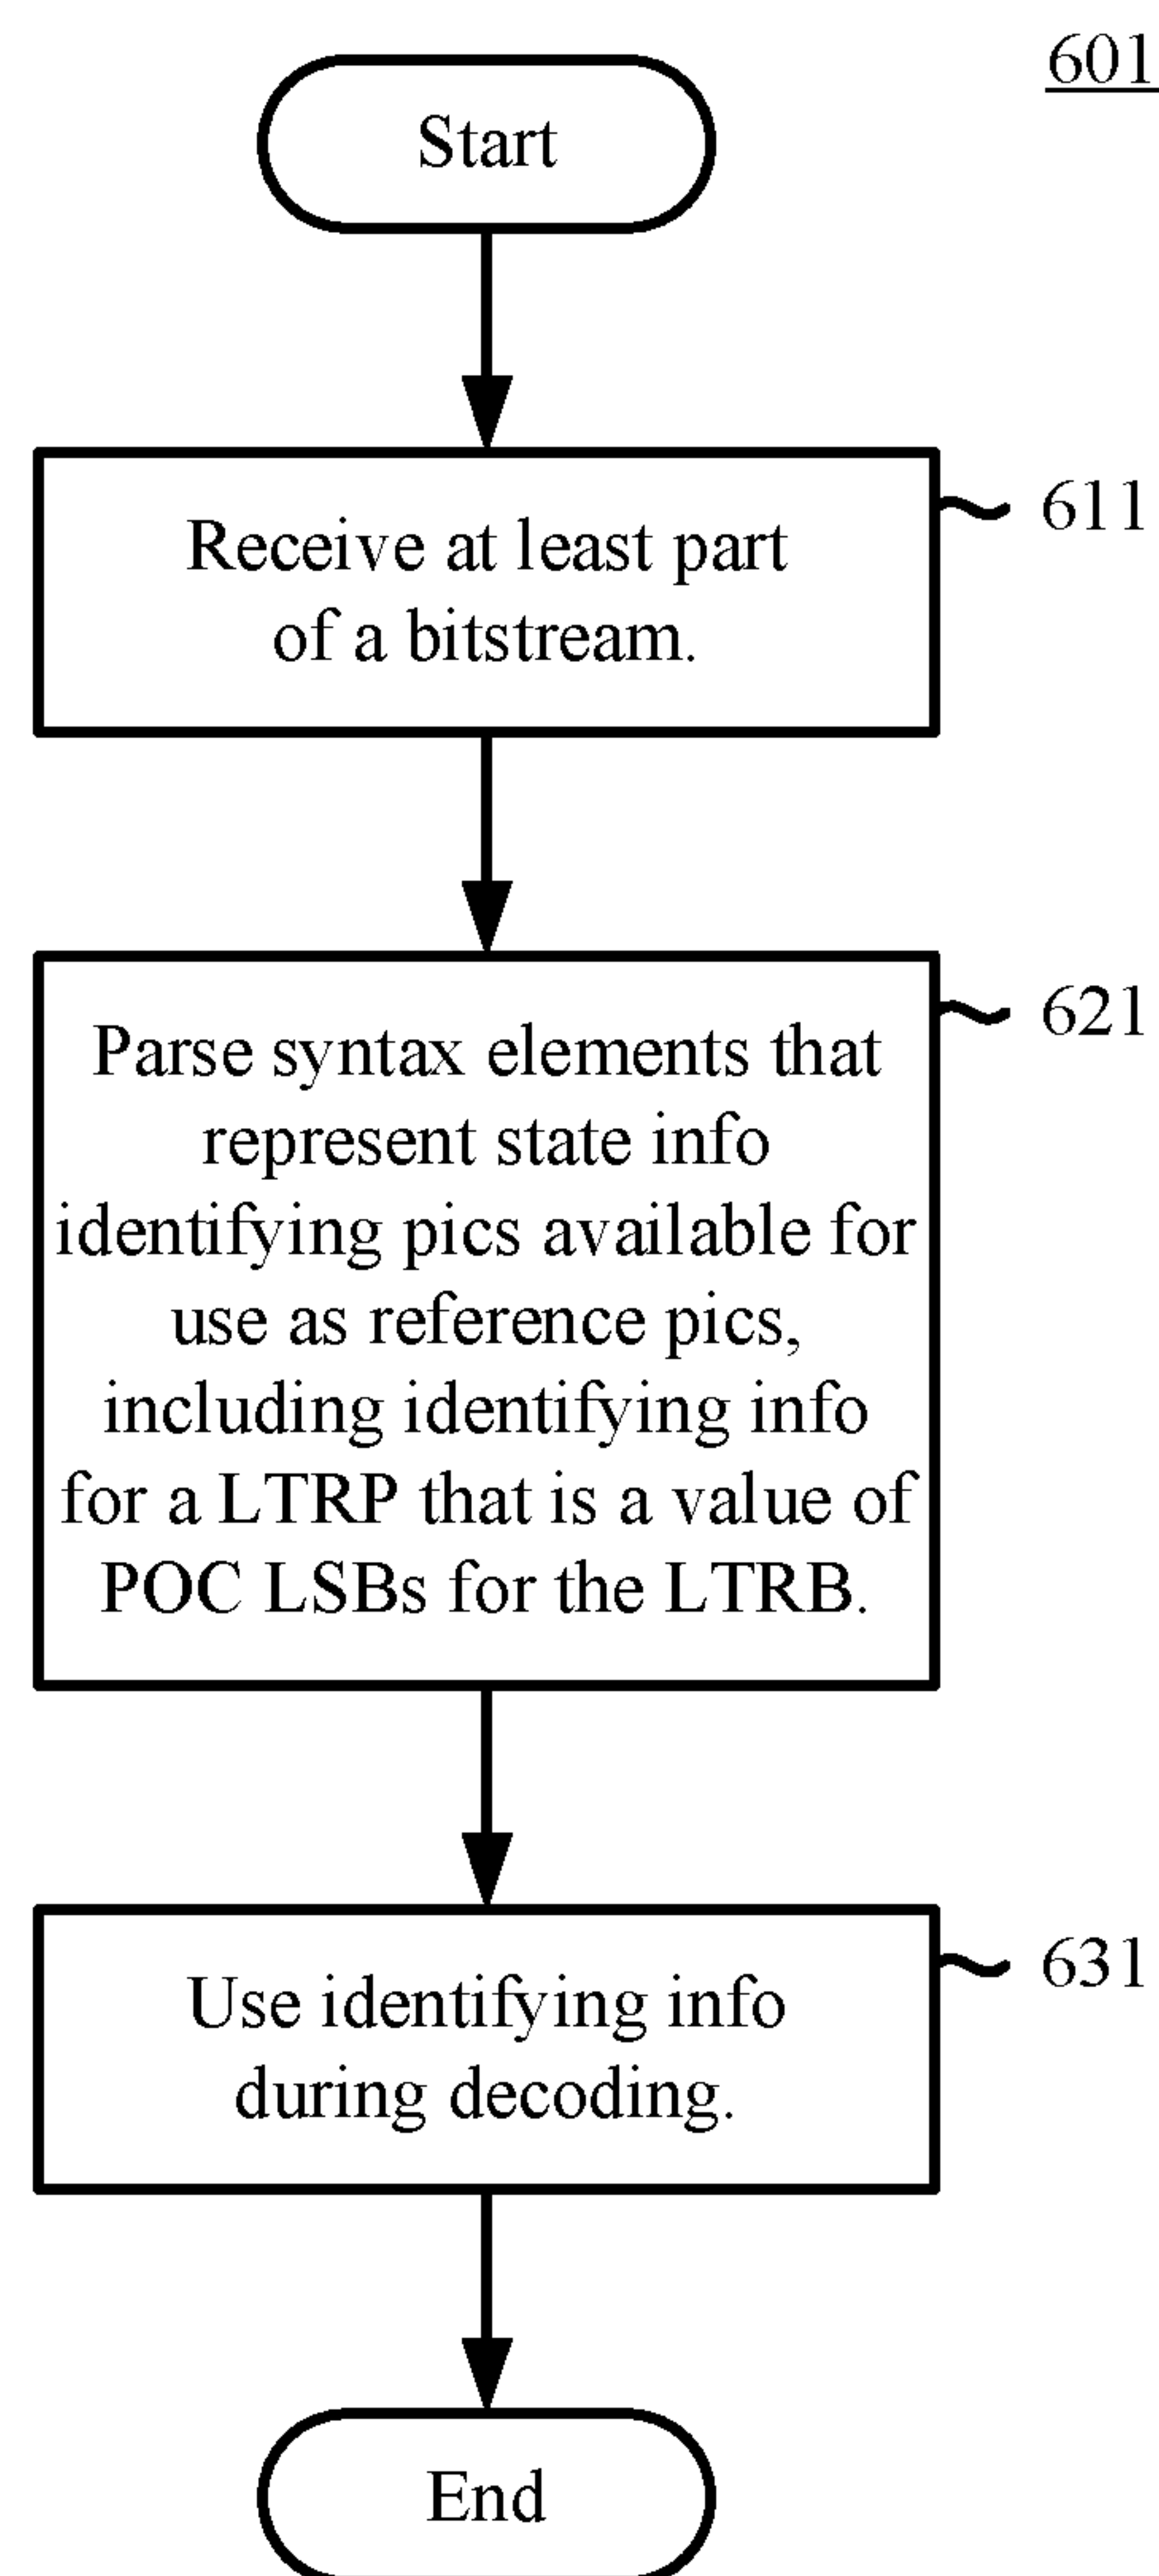 601
Start
Receive at least part
of a bitstream.
611
Parse syntax elements that
represent state info
identifying pics available for
use as reference pics,
including identifying info
for a LTRP that is a value of
POC LSBs for the LTRB.
621
Use identifying info
during decoding.
631
End